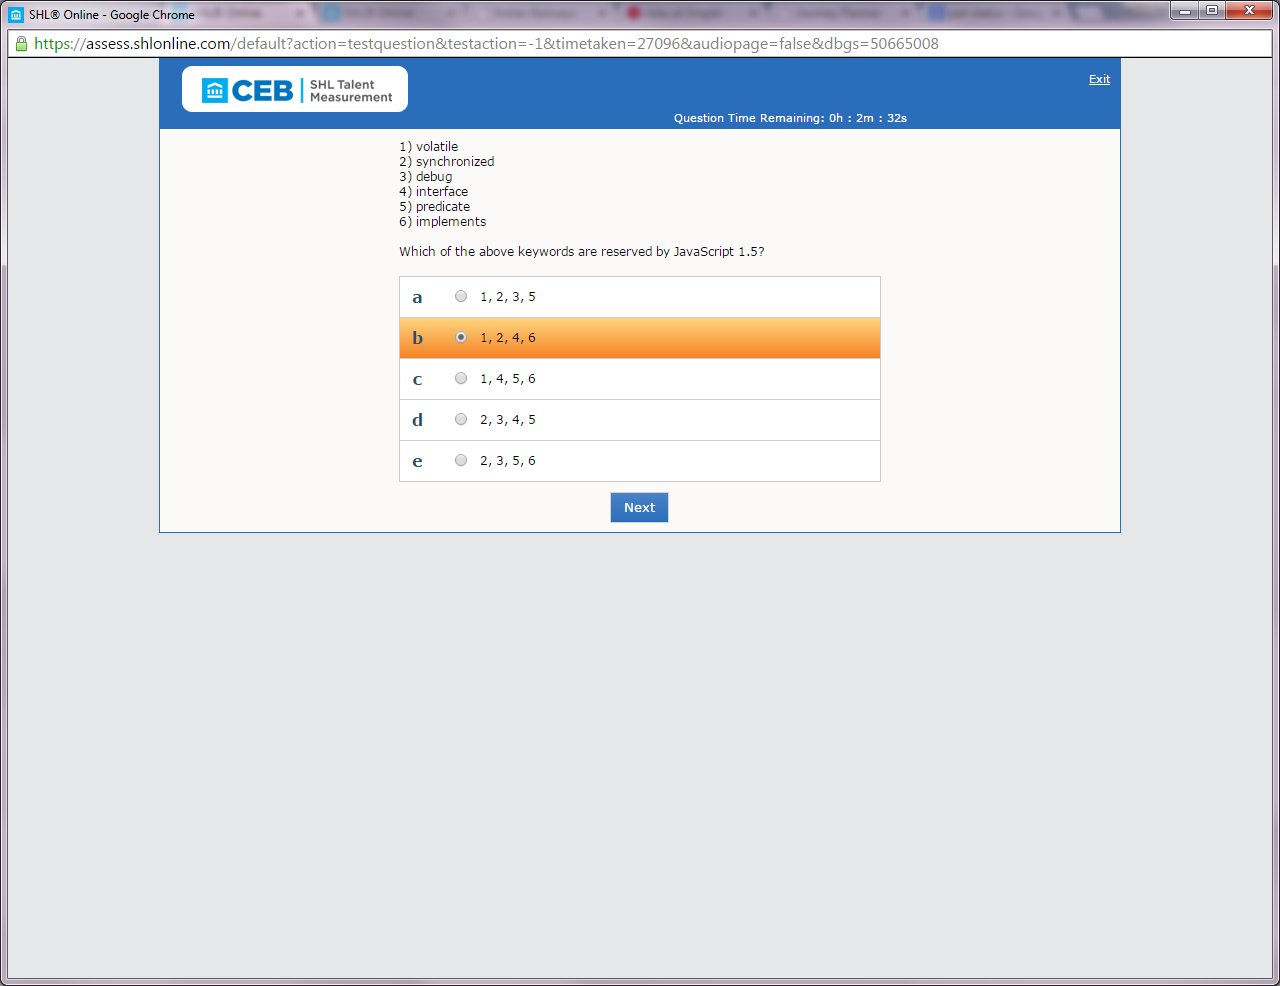 SHL® Online - Google Chrome
https://assess.shlonline.com/default?action=testquestion&testaction=-1&timetaken=27096&audiopage=false&dbgs=50665008
CEB SHL Talent Measurement
Exit
Question Time Remaining: 0h : 2m : 32s
1) volatile
2) synchronized
3) debug
4) interface
5) predicate
6) implements
Which of the above keywords are reserved by JavaScript 1.5?
a 1, 2, 3, 5
b 1, 2, 4, 6
c 1, 4, 5, 6
d 2, 3, 4, 5
e 2, 3, 5, 6
Next